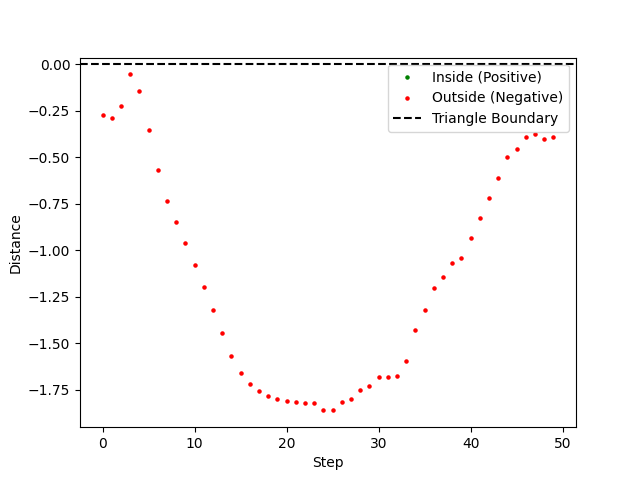 0.00
−0.25
−0.50
−0.75
−1.00
−1.25
−1.50
−1.75
Distance
Inside (Positive)
Outside (Negative)
Triangle Boundary
0 10 20 30 40 50
Step